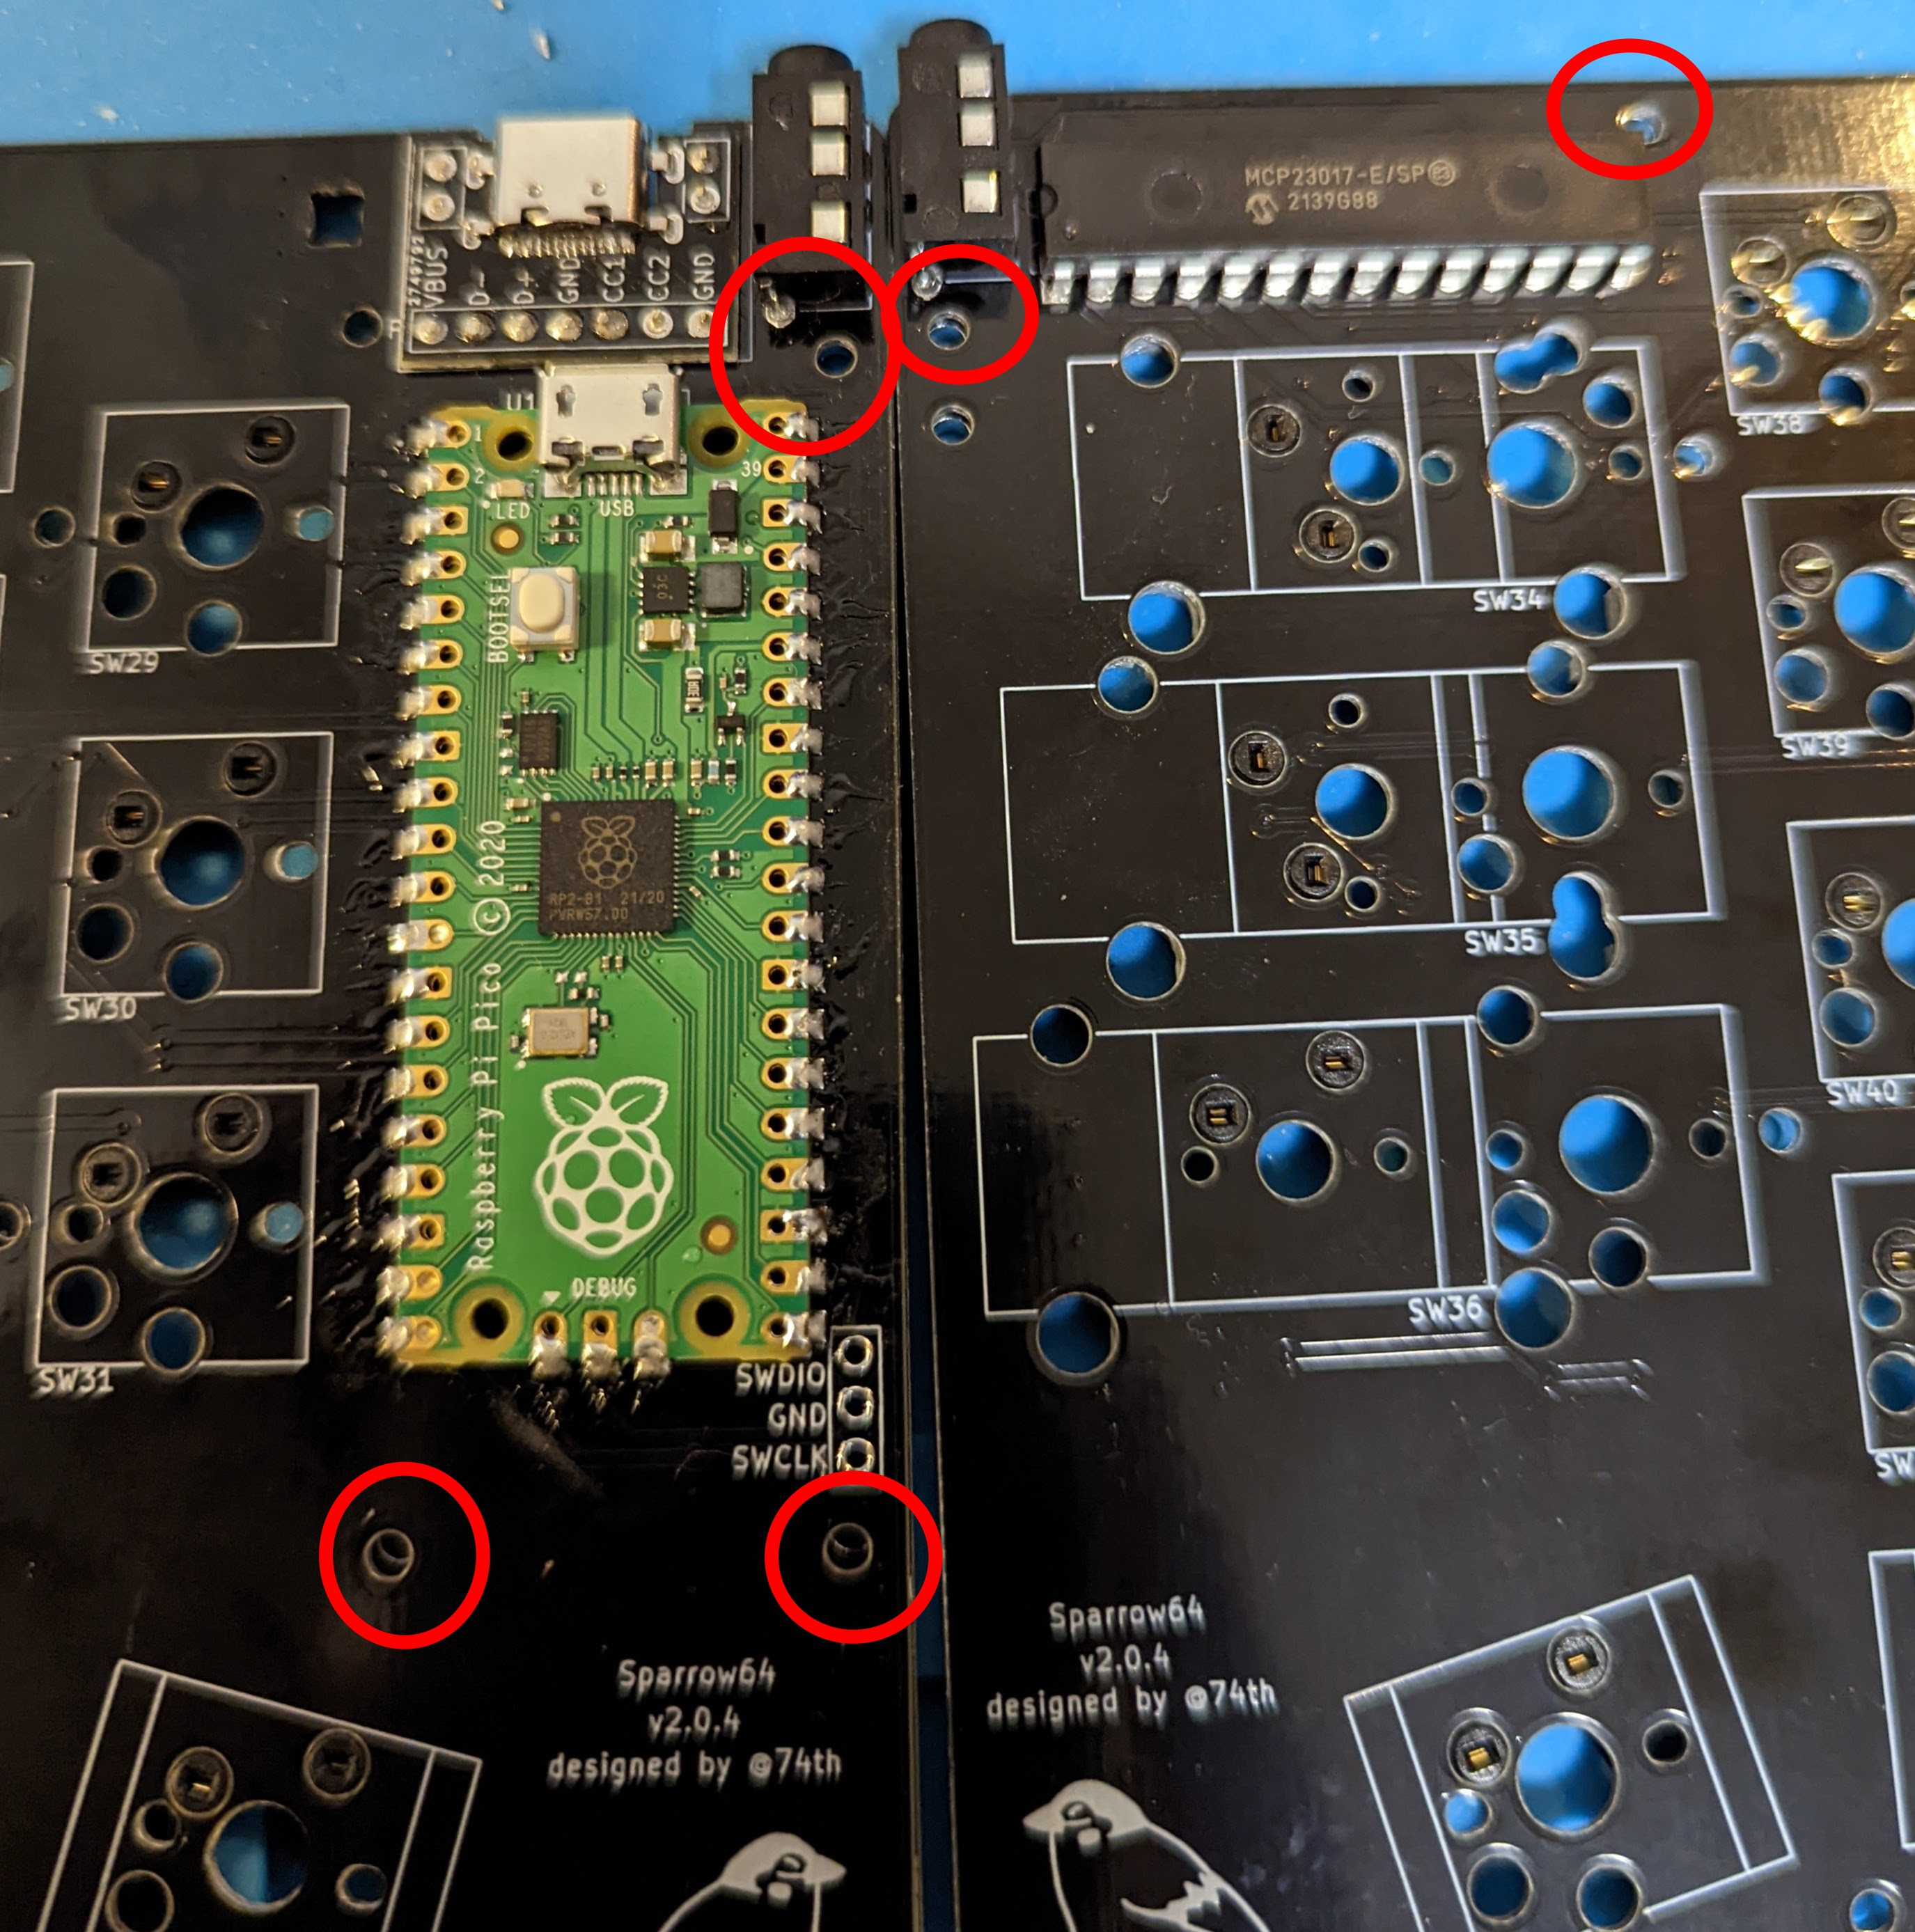 MCP23017-E/SP
2139G88
VBUS
D-
D+
GND
CC1
CC2
GND
U1
1
2
39
LED
USB
SW38
BOOTSEL
SW29
SW34
SW39
RP2-B1 21/20
Raspberry Pi Pico © 2020
SW30
SW35
SW40
DEBUG
SW31
SW36
SWDIO
GND
SWCLK
SW
Sparrow64
v2.0.4
designed by @74th
Sparrow64
v2.0.4
designed by @74th